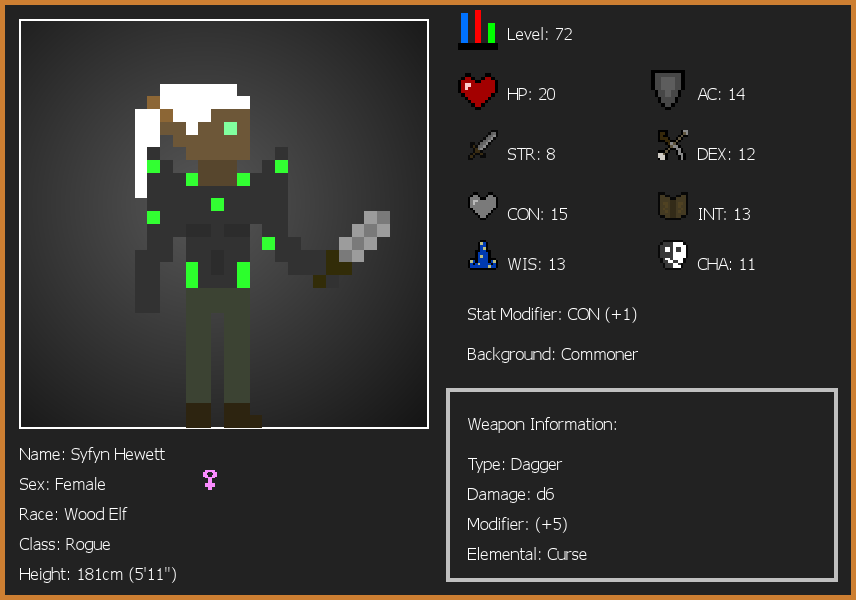 Level: 72
HP: 20
AC: 14
STR: 8
DEX: 12
CON: 15
INT: 13
WIS: 13
CHA: 11
Stat Modifier: CON (+1)
Background: Commoner
Weapon Information:
Type: Dagger
Damage: d6
Modifier: (+5)
Elemental: Curse
Name: Syfyn Hewett
Sex: Female
Race: Wood Elf
Class: Rogue
Height: 181cm (5'11")